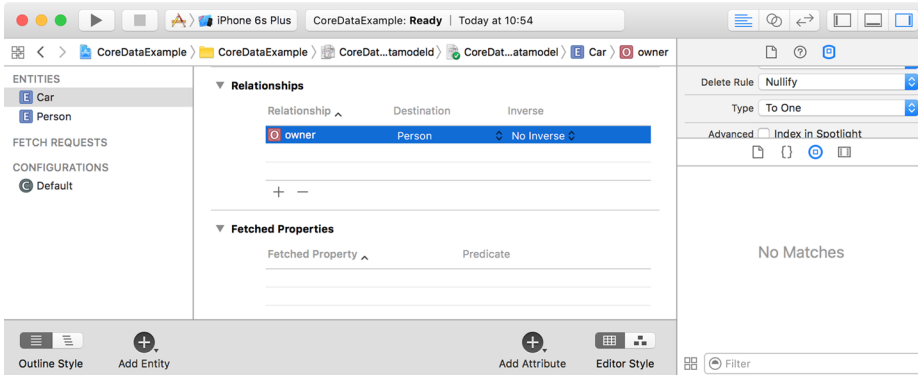 iPhone 6s Plus CoreDataExample: Ready | Today at 10:54
CoreDataExample CoreDataExample CoreDat...tamodeld CoreDat...atamodel E Car O owner
ENTITIES
E Car
E Person
FETCH REQUESTS
CONFIGURATIONS
C Default
Relationships
Relationship Destination Inverse
O owner Person No Inverse
+ −
Fetched Properties
Fetched Property Predicate
Outline Style Add Entity Add Attribute Editor Style
Delete Rule Nullify
Type To One
Advanced Index in Spotlight
{}
No Matches
Filter